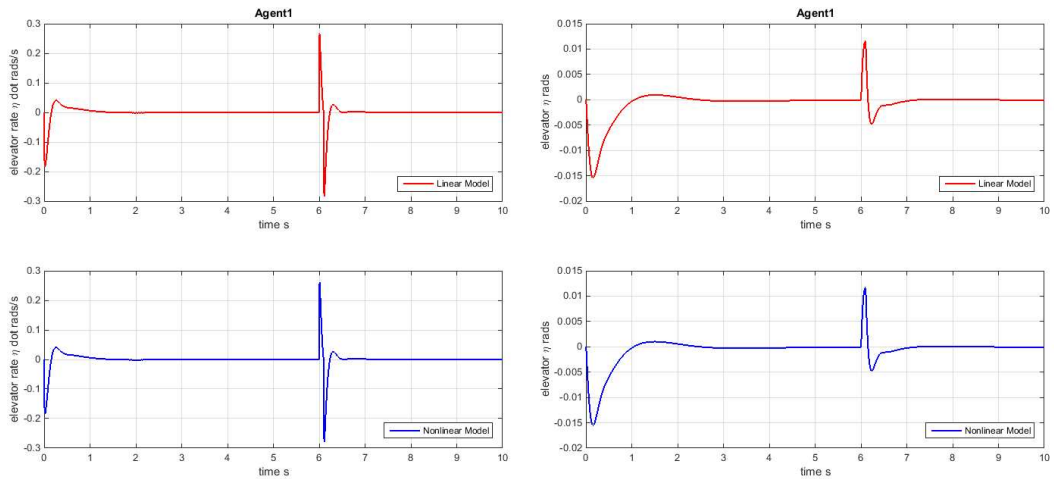 Agent1
elevator rate η dot rads/s
0.3
0.2
0.1
0
-0.1
-0.2
-0.3
0 1 2 3 4 5 6 7 8 9 10
time s
Linear Model
Agent1
elevator η rads
0.015
0.01
0.005
0
-0.005
-0.01
-0.015
-0.02
0 1 2 3 4 5 6 7 8 9 10
time s
Linear Model
elevator rate η dot rads/s
0.3
0.2
0.1
0
-0.1
-0.2
-0.3
0 1 2 3 4 5 6 7 8 9 10
time s
Nonlinear Model
elevator η rads
0.015
0.01
0.005
0
-0.005
-0.01
-0.015
-0.02
0 1 2 3 4 5 6 7 8 9 10
time s
Nonlinear Model